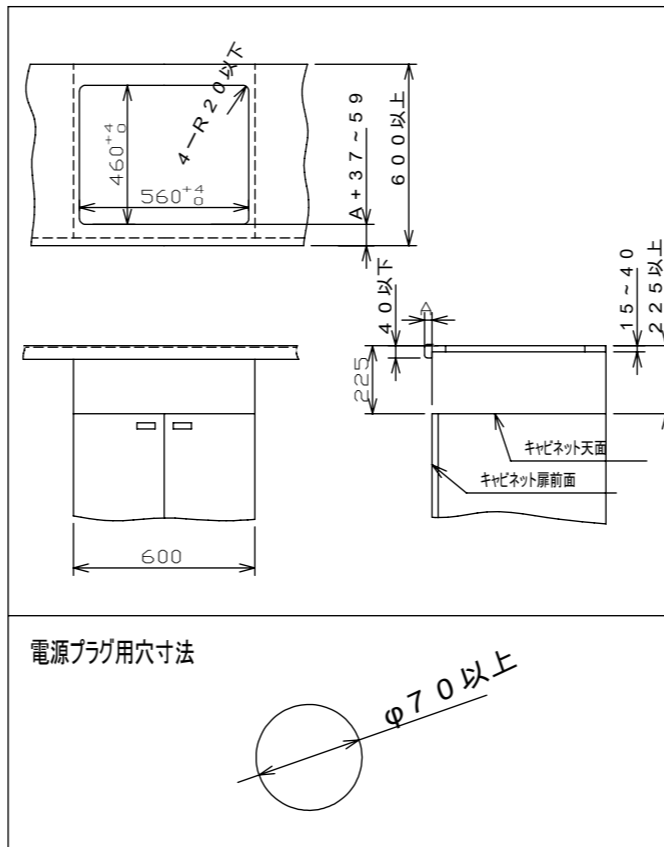 4－R20以下
460+4 0
560+4 0
A+37~59
600以上
40以下
A
15~40
225以上
225
キャビネット天面
キャビネット扉前面
600
電源プラグ用穴寸法
φ70以上